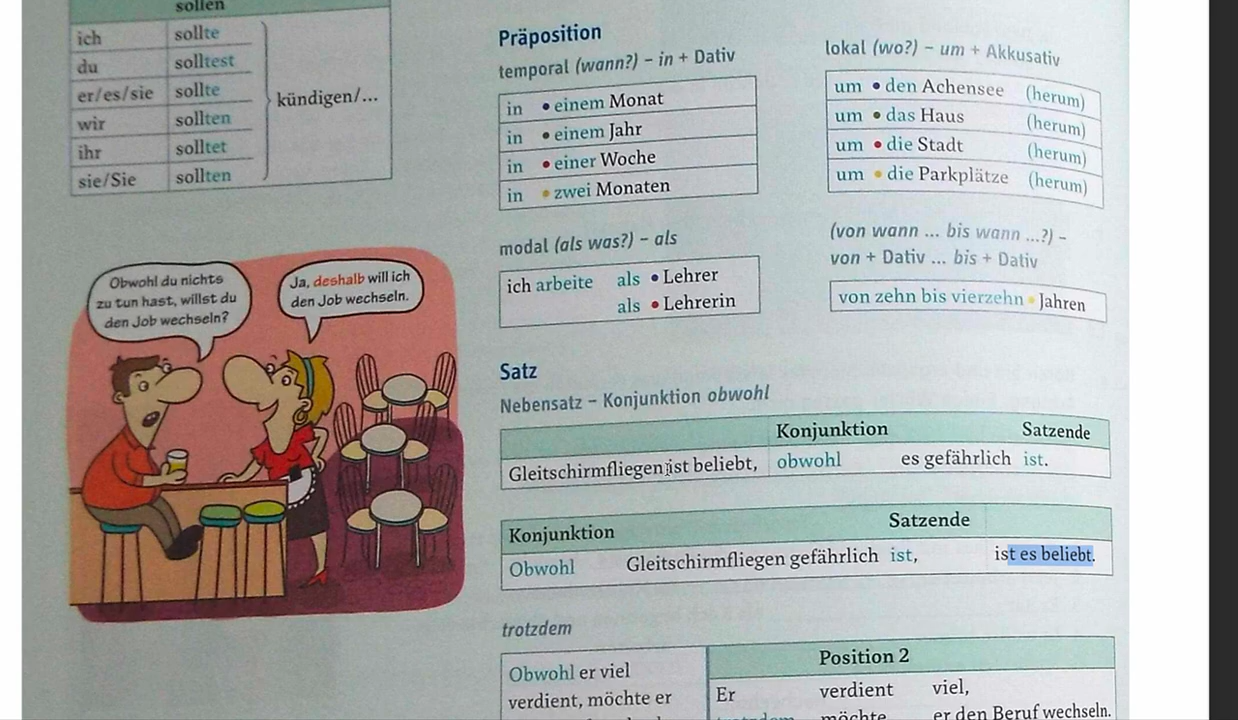 sollen
ich sollte
du solltest
er/es/sie sollte
wir sollten
ihr solltet
sie/Sie sollten
kündigen/...
Obwohl du nichts
zu tun hast, willst du
den Job wechseln?
Ja, deshalb will ich
den Job wechseln.
Präposition
temporal (wann?) – in + Dativ
in • einem Monat
in • einem Jahr
in • einer Woche
in • zwei Monaten
modal (als was?) – als
ich arbeite als • Lehrer
als • Lehrerin
lokal (wo?) – um + Akkusativ
um • den Achensee (herum)
um • das Haus (herum)
um • die Stadt (herum)
um • die Parkplätze (herum)
(von wann ... bis wann ...?) –
von + Dativ ... bis + Dativ
von zehn bis vierzehn • Jahren
Satz
Nebensatz – Konjunktion obwohl
Konjunktion Satzende
Gleitschirmfliegen ist beliebt, obwohl es gefährlich ist.
Konjunktion Satzende
Obwohl Gleitschirmfliegen gefährlich ist, ist es beliebt.
trotzdem
Obwohl er viel
verdient, möchte er
Position 2
Er verdient viel,
trotzdem möchte er den Beruf wechseln.